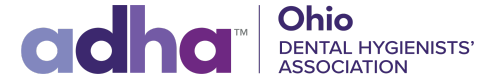 adha™
Ohio
DENTAL HYGIENISTS'
ASSOCIATION